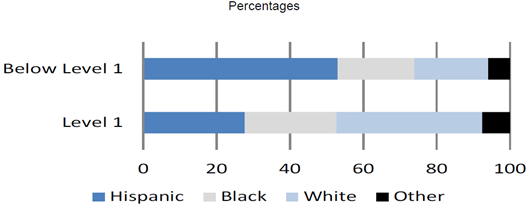 Percentages
Below Level 1
Level 1
0 20 40 60 80 100
Hispanic Black White Other